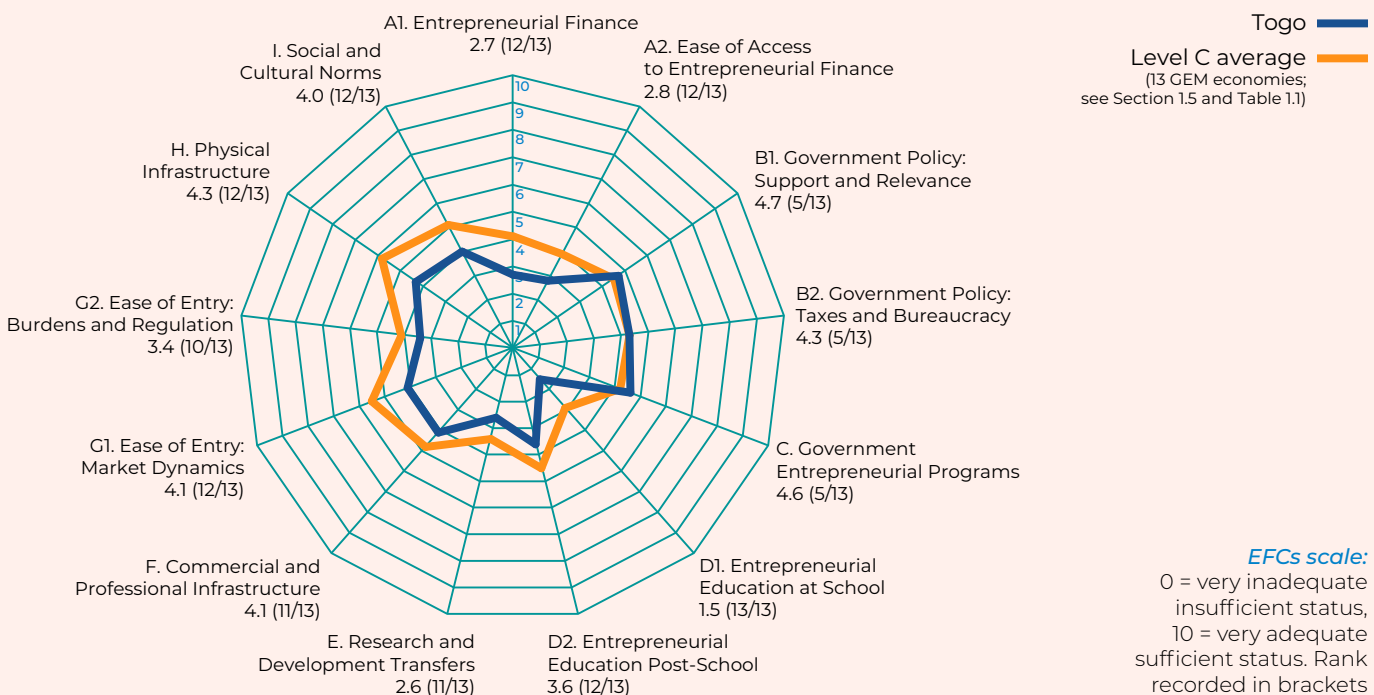 A1. Entrepreneurial Finance
2.7 (12/13)
A2. Ease of Access
to Entrepreneurial Finance
2.8 (12/13)
B1. Government Policy:
Support and Relevance
4.7 (5/13)
B2. Government Policy:
Taxes and Bureaucracy
4.3 (5/13)
C. Government
Entrepreneurial Programs
4.6 (5/13)
D1. Entrepreneurial
Education at School
1.5 (13/13)
D2. Entrepreneurial
Education Post-School
3.6 (12/13)
E. Research and
Development Transfers
2.6 (11/13)
F. Commercial and
Professional Infrastructure
4.1 (11/13)
G1. Ease of Entry:
Market Dynamics
4.1 (12/13)
G2. Ease of Entry:
Burdens and Regulation
3.4 (10/13)
H. Physical
Infrastructure
4.3 (12/13)
I. Social and
Cultural Norms
4.0 (12/13)
10
9
8
7
6
5
4
3
2
1
Togo
Level C average
(13 GEM economies;
see Section 1.5 and Table 1.1)
EFCs scale:
0 = very inadequate
insufficient status,
10 = very adequate
sufficient status. Rank
recorded in brackets